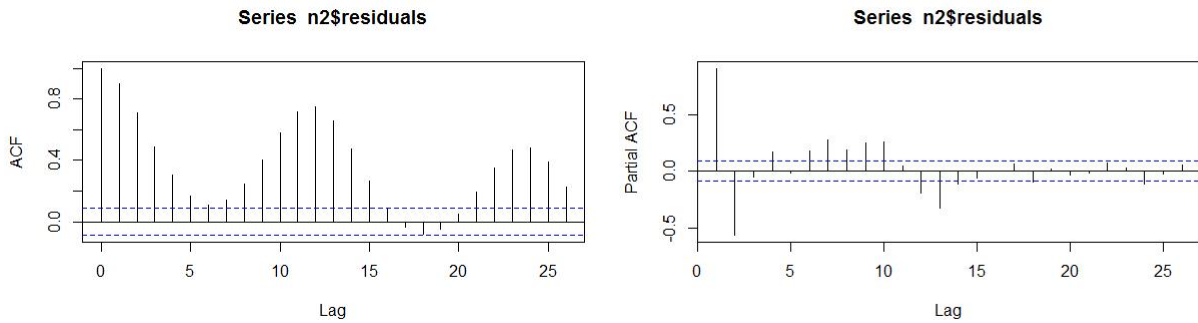 Series n2$residuals
ACF
0.0 0.4 0.8
0 5 10 15 20 25
Lag
Series n2$residuals
Partial ACF
-0.5 0.0 0.5
0 5 10 15 20 25
Lag